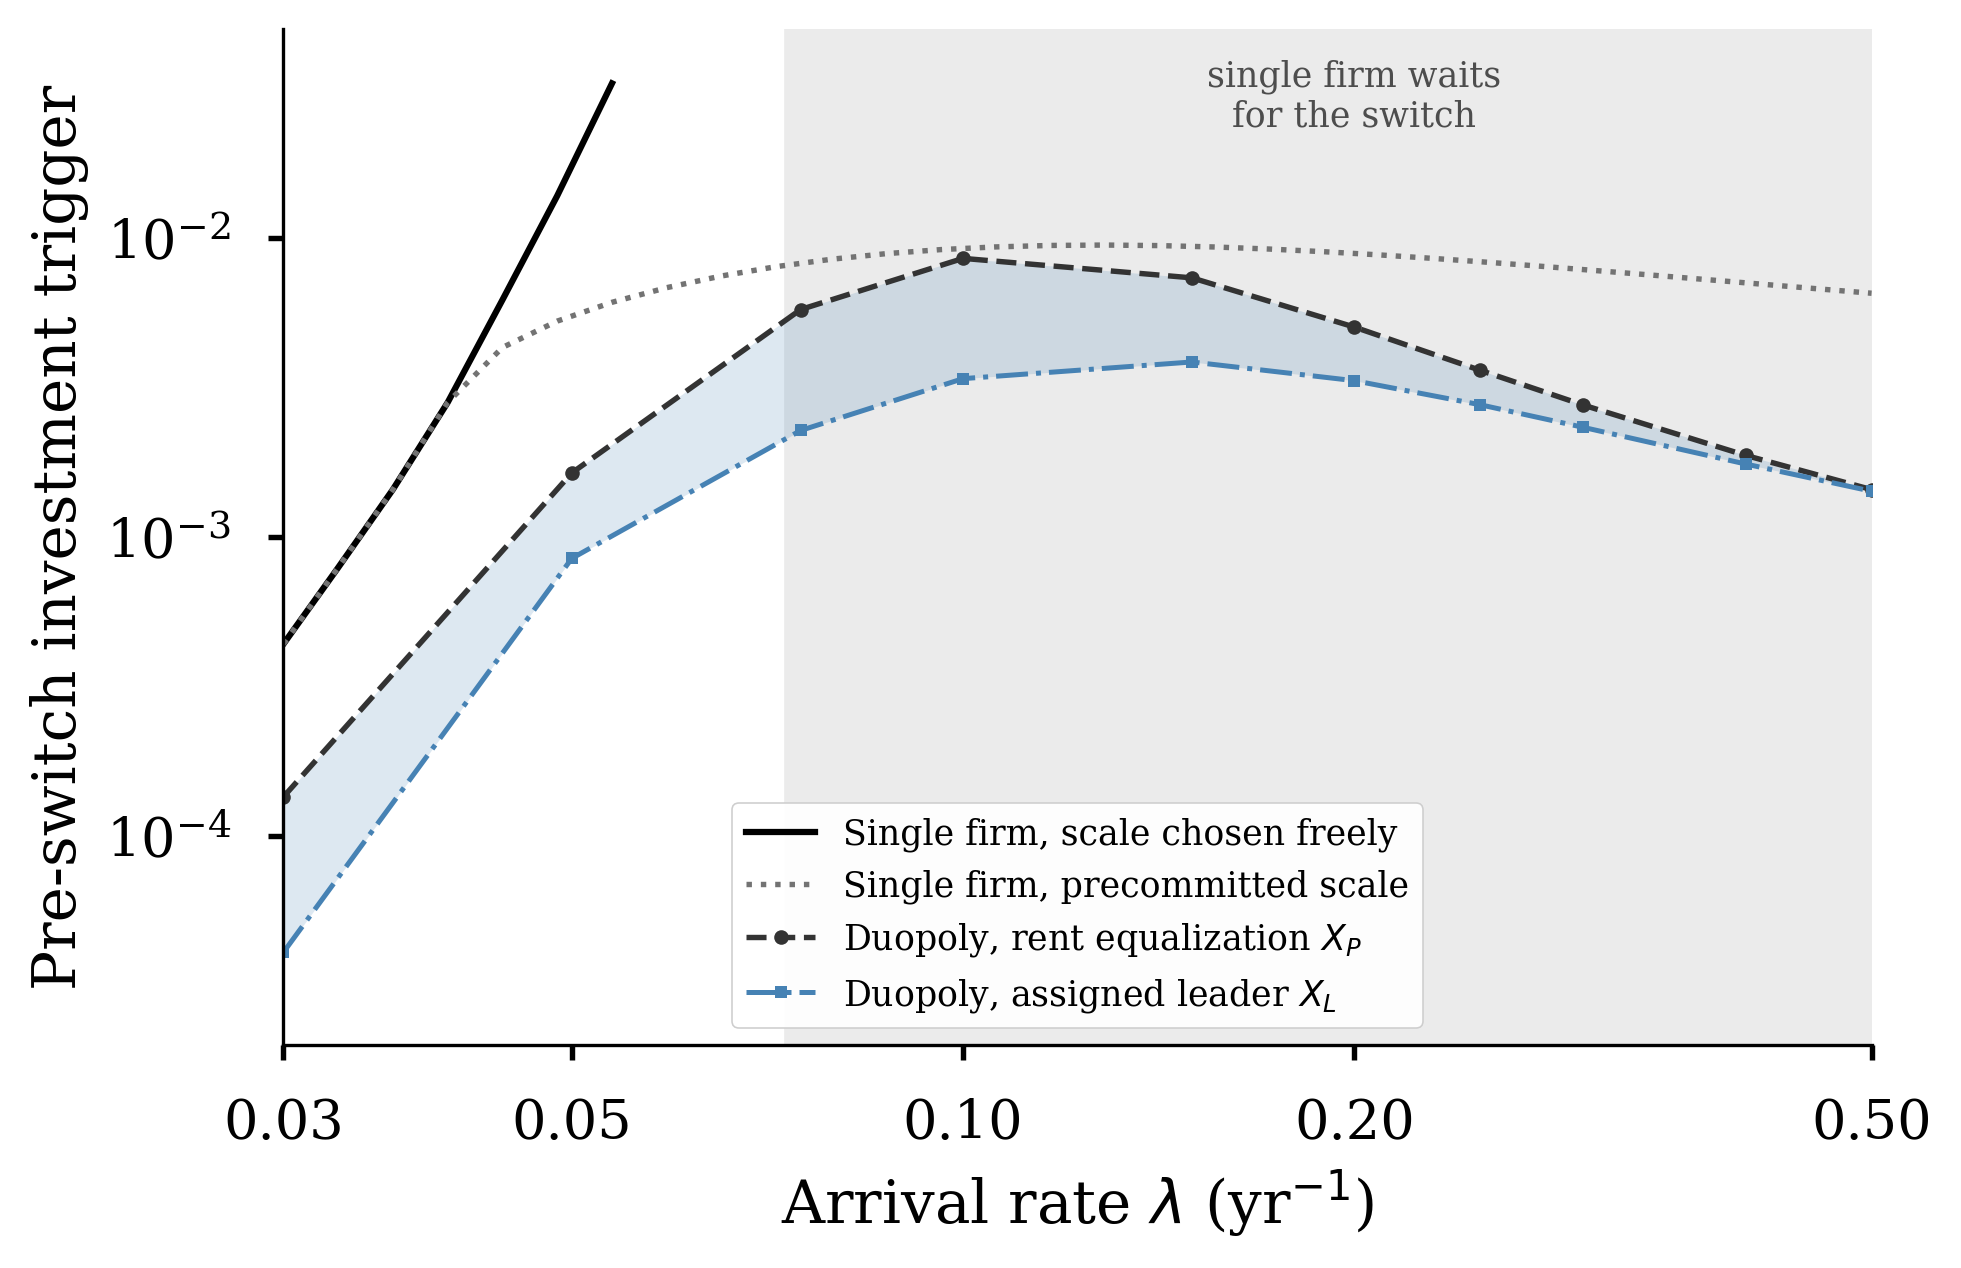 single firm waits
for the switch
Pre-switch investment trigger
10⁻²
10⁻³
10⁻⁴
Single firm, scale chosen freely
Single firm, precommitted scale
Duopoly, rent equalization X_P
Duopoly, assigned leader X_L
0.03 0.05 0.10 0.20 0.50
Arrival rate λ (yr⁻¹)